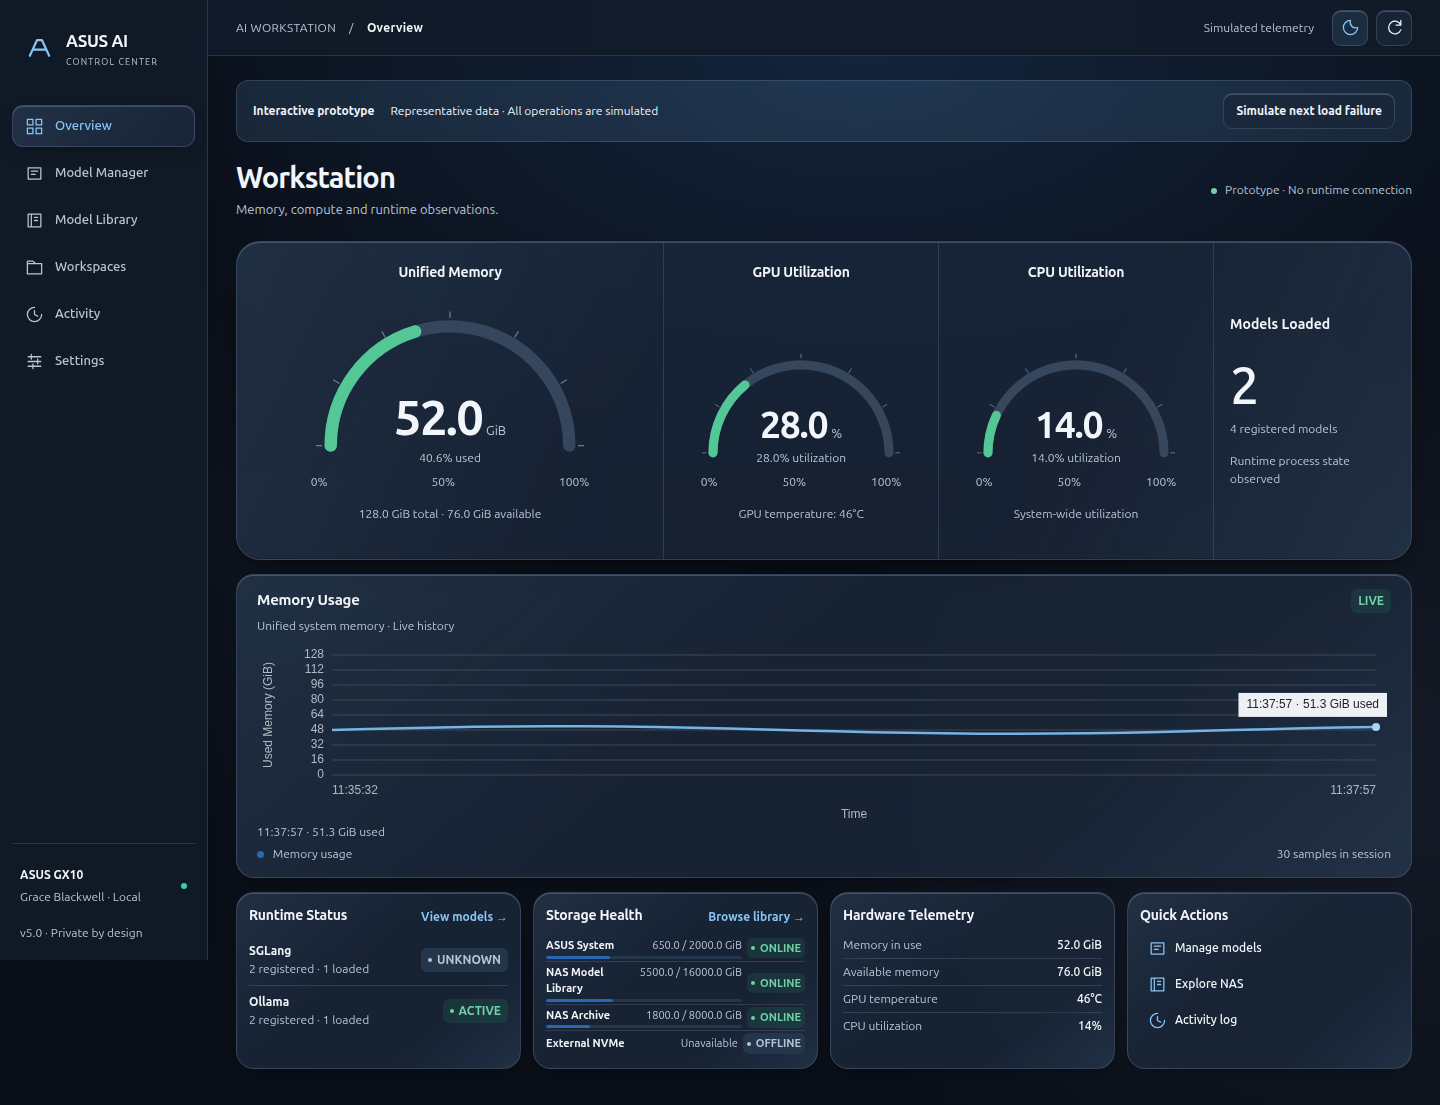 ASUS AI
CONTROL CENTER
Overview
Model Manager
Model Library
Workspaces
Activity
Settings
ASUS GX10
Grace Blackwell · Local
v5.0 · Private by design
AI WORKSTATION / Overview
Simulated telemetry
Interactive prototype Representative data · All operations are simulated
Simulate next load failure
Workstation
Memory, compute and runtime observations.
Prototype · No runtime connection
Unified Memory
52.0 GiB
40.6% used
0% 50% 100%
128.0 GiB total · 76.0 GiB available
GPU Utilization
28.0 %
28.0% utilization
0% 50% 100%
GPU temperature: 46°C
CPU Utilization
14.0 %
14.0% utilization
0% 50% 100%
System-wide utilization
Models Loaded
2
4 registered models
Runtime process state
observed
Memory Usage
LIVE
Unified system memory · Live history
Used Memory (GiB)
128
112
96
80
64
48
32
16
0
11:37:57 · 51.3 GiB used
11:35:32 11:37:57
Time
11:37:57 · 51.3 GiB used
Memory usage
30 samples in session
Runtime Status View models →
SGLang
2 registered · 1 loaded
UNKNOWN
Ollama
2 registered · 1 loaded
ACTIVE
Storage Health Browse library →
ASUS System 650.0 / 2000.0 GiB ONLINE
NAS Model 5500.0 / 16000.0 GiB ONLINE
Library
NAS Archive 1800.0 / 8000.0 GiB ONLINE
External NVMe Unavailable OFFLINE
Hardware Telemetry
Memory in use 52.0 GiB
Available memory 76.0 GiB
GPU temperature 46°C
CPU utilization 14%
Quick Actions
Manage models
Explore NAS
Activity log